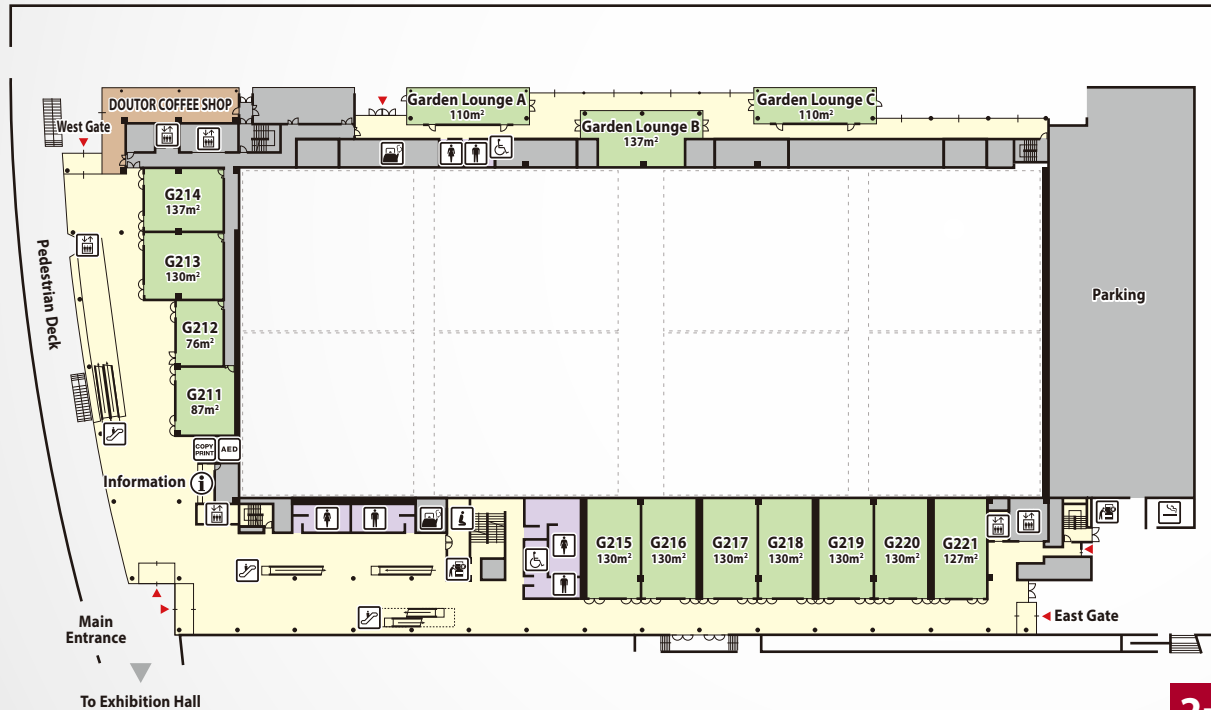 DOUTOR COFFEE SHOP
West Gate
Garden Lounge A
110m²
Garden Lounge B
137m²
Garden Lounge C
110m²
G214
137m²
G213
130m²
G212
76m²
G211
87m²
Pedestrian Deck
Parking
COPY
PRINT
AED
Information
i
G215
130m²
G216
130m²
G217
130m²
G218
130m²
G219
130m²
G220
130m²
G221
127m²
East Gate
Main
Entrance
To Exhibition Hall